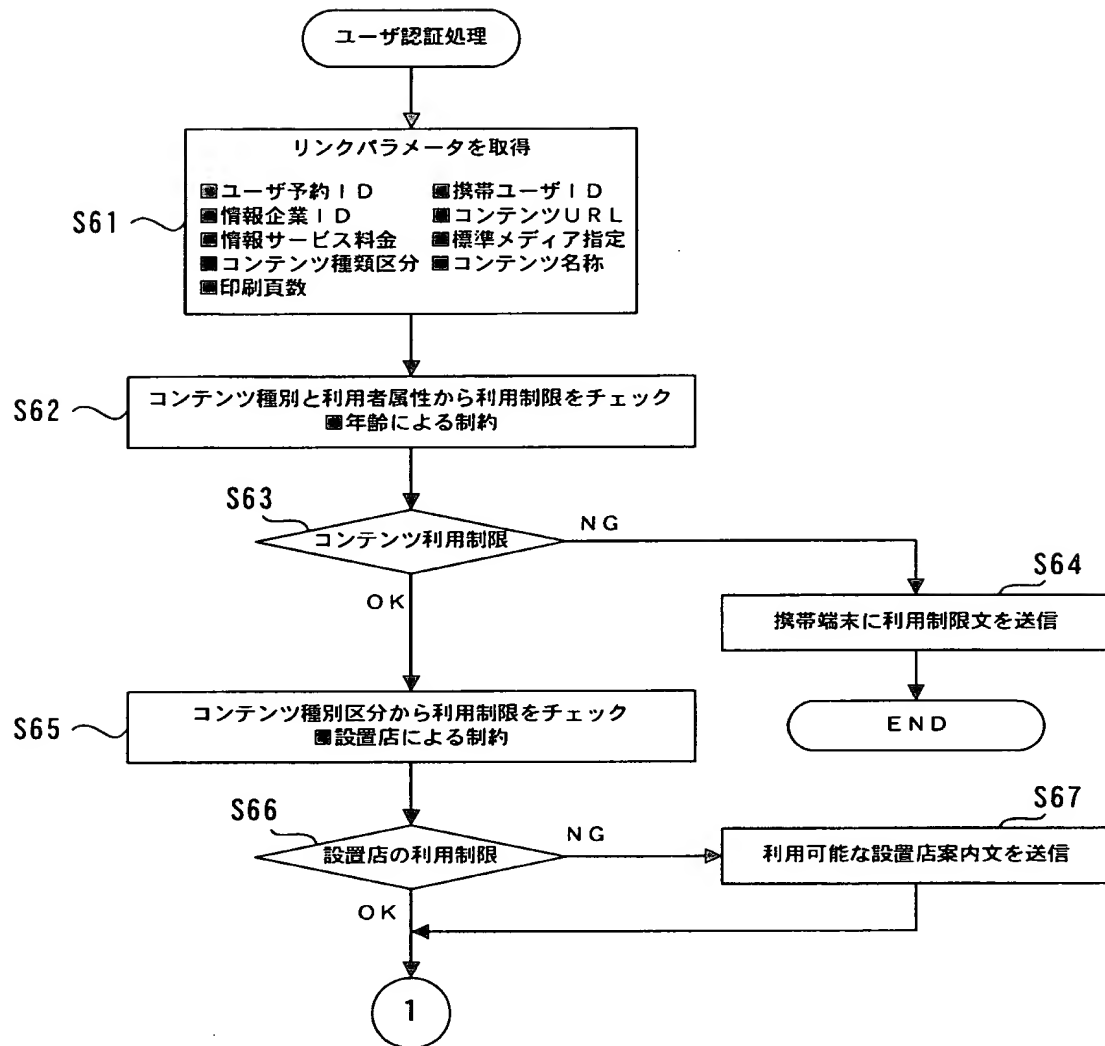 ユーザ認証処理
S61
リンクパラメータを取得
▣ユーザ予約ID ▣携帯ユーザID
▣情報企業ID ▣コンテンツURL
▣情報サービス料金 ▣標準メディア指定
▣コンテンツ種類区分 ▣コンテンツ名称
▣印刷頁数
S62
コンテンツ種別と利用者属性から利用制限をチェック
▣年齢による制約
S63
コンテンツ利用制限
NG
OK
S64
携帯端末に利用制限文を送信
END
S65
コンテンツ種別区分から利用制限をチェック
▣設置店による制約
S66
設置店の利用制限
NG
OK
S67
利用可能な設置店案内文を送信
1